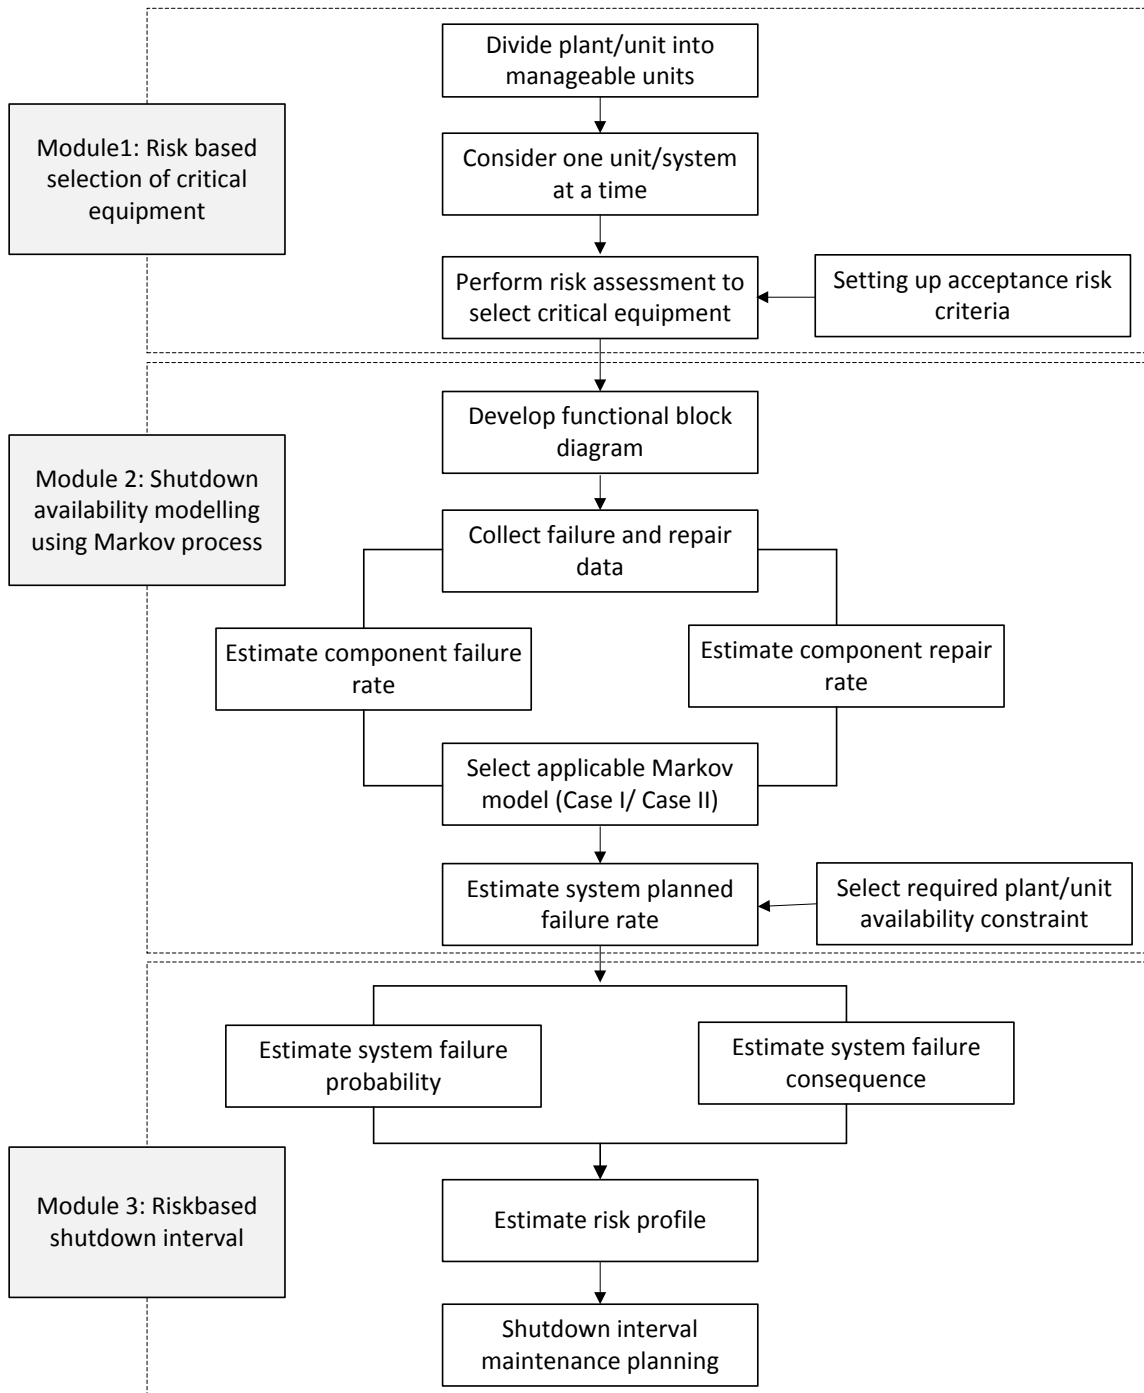 Divide plant/unit into
manageable units
Module1: Risk based
selection of critical
equipment
Consider one unit/system
at a time
Perform risk assessment to
select critical equipment
Setting up acceptance risk
criteria
Develop functional block
diagram
Module 2: Shutdown
availability modelling
using Markov process
Collect failure and repair
data
Estimate component failure
rate
Estimate component repair
rate
Select applicable Markov
model (Case I/ Case II)
Estimate system planned
failure rate
Select required plant/unit
availability constraint
Estimate system failure
probability
Estimate system failure
consequence
Module 3: Riskbased
shutdown interval
Estimate risk profile
Shutdown interval
maintenance planning